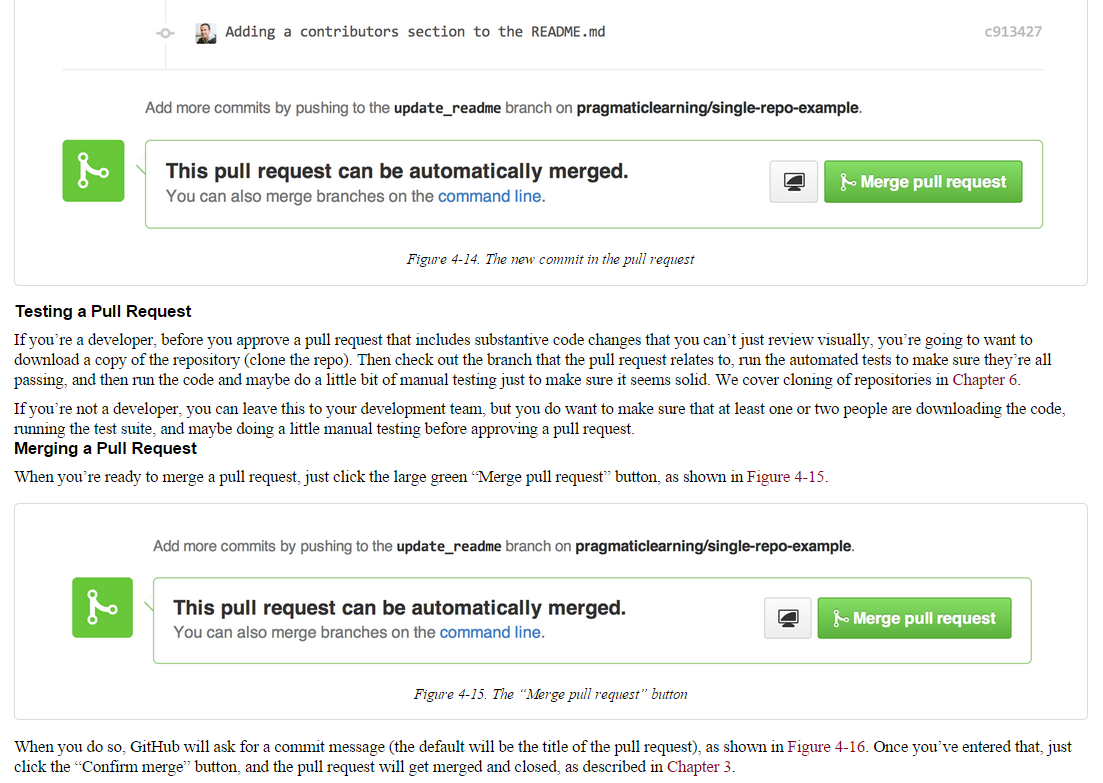 Adding a contributors section to the README.md c913427
Add more commits by pushing to the update_readme branch on pragmaticlearning/single-repo-example.
This pull request can be automatically merged.
You can also merge branches on the command line.
Merge pull request
Figure 4-14. The new commit in the pull request
Testing a Pull Request
If you’re a developer, before you approve a pull request that includes substantive code changes that you can’t just review visually, you’re going to want to
download a copy of the repository (clone the repo). Then check out the branch that the pull request relates to, run the automated tests to make sure they’re all
passing, and then run the code and maybe do a little bit of manual testing just to make sure it seems solid. We cover cloning of repositories in Chapter 6.
If you’re not a developer, you can leave this to your development team, but you do want to make sure that at least one or two people are downloading the code,
running the test suite, and maybe doing a little manual testing before approving a pull request.
Merging a Pull Request
When you’re ready to merge a pull request, just click the large green “Merge pull request” button, as shown in Figure 4-15.
Add more commits by pushing to the update_readme branch on pragmaticlearning/single-repo-example.
This pull request can be automatically merged.
You can also merge branches on the command line.
Merge pull request
Figure 4-15. The “Merge pull request” button
When you do so, GitHub will ask for a commit message (the default will be the title of the pull request), as shown in Figure 4-16. Once you’ve entered that, just
click the “Confirm merge” button, and the pull request will get merged and closed, as described in Chapter 3.